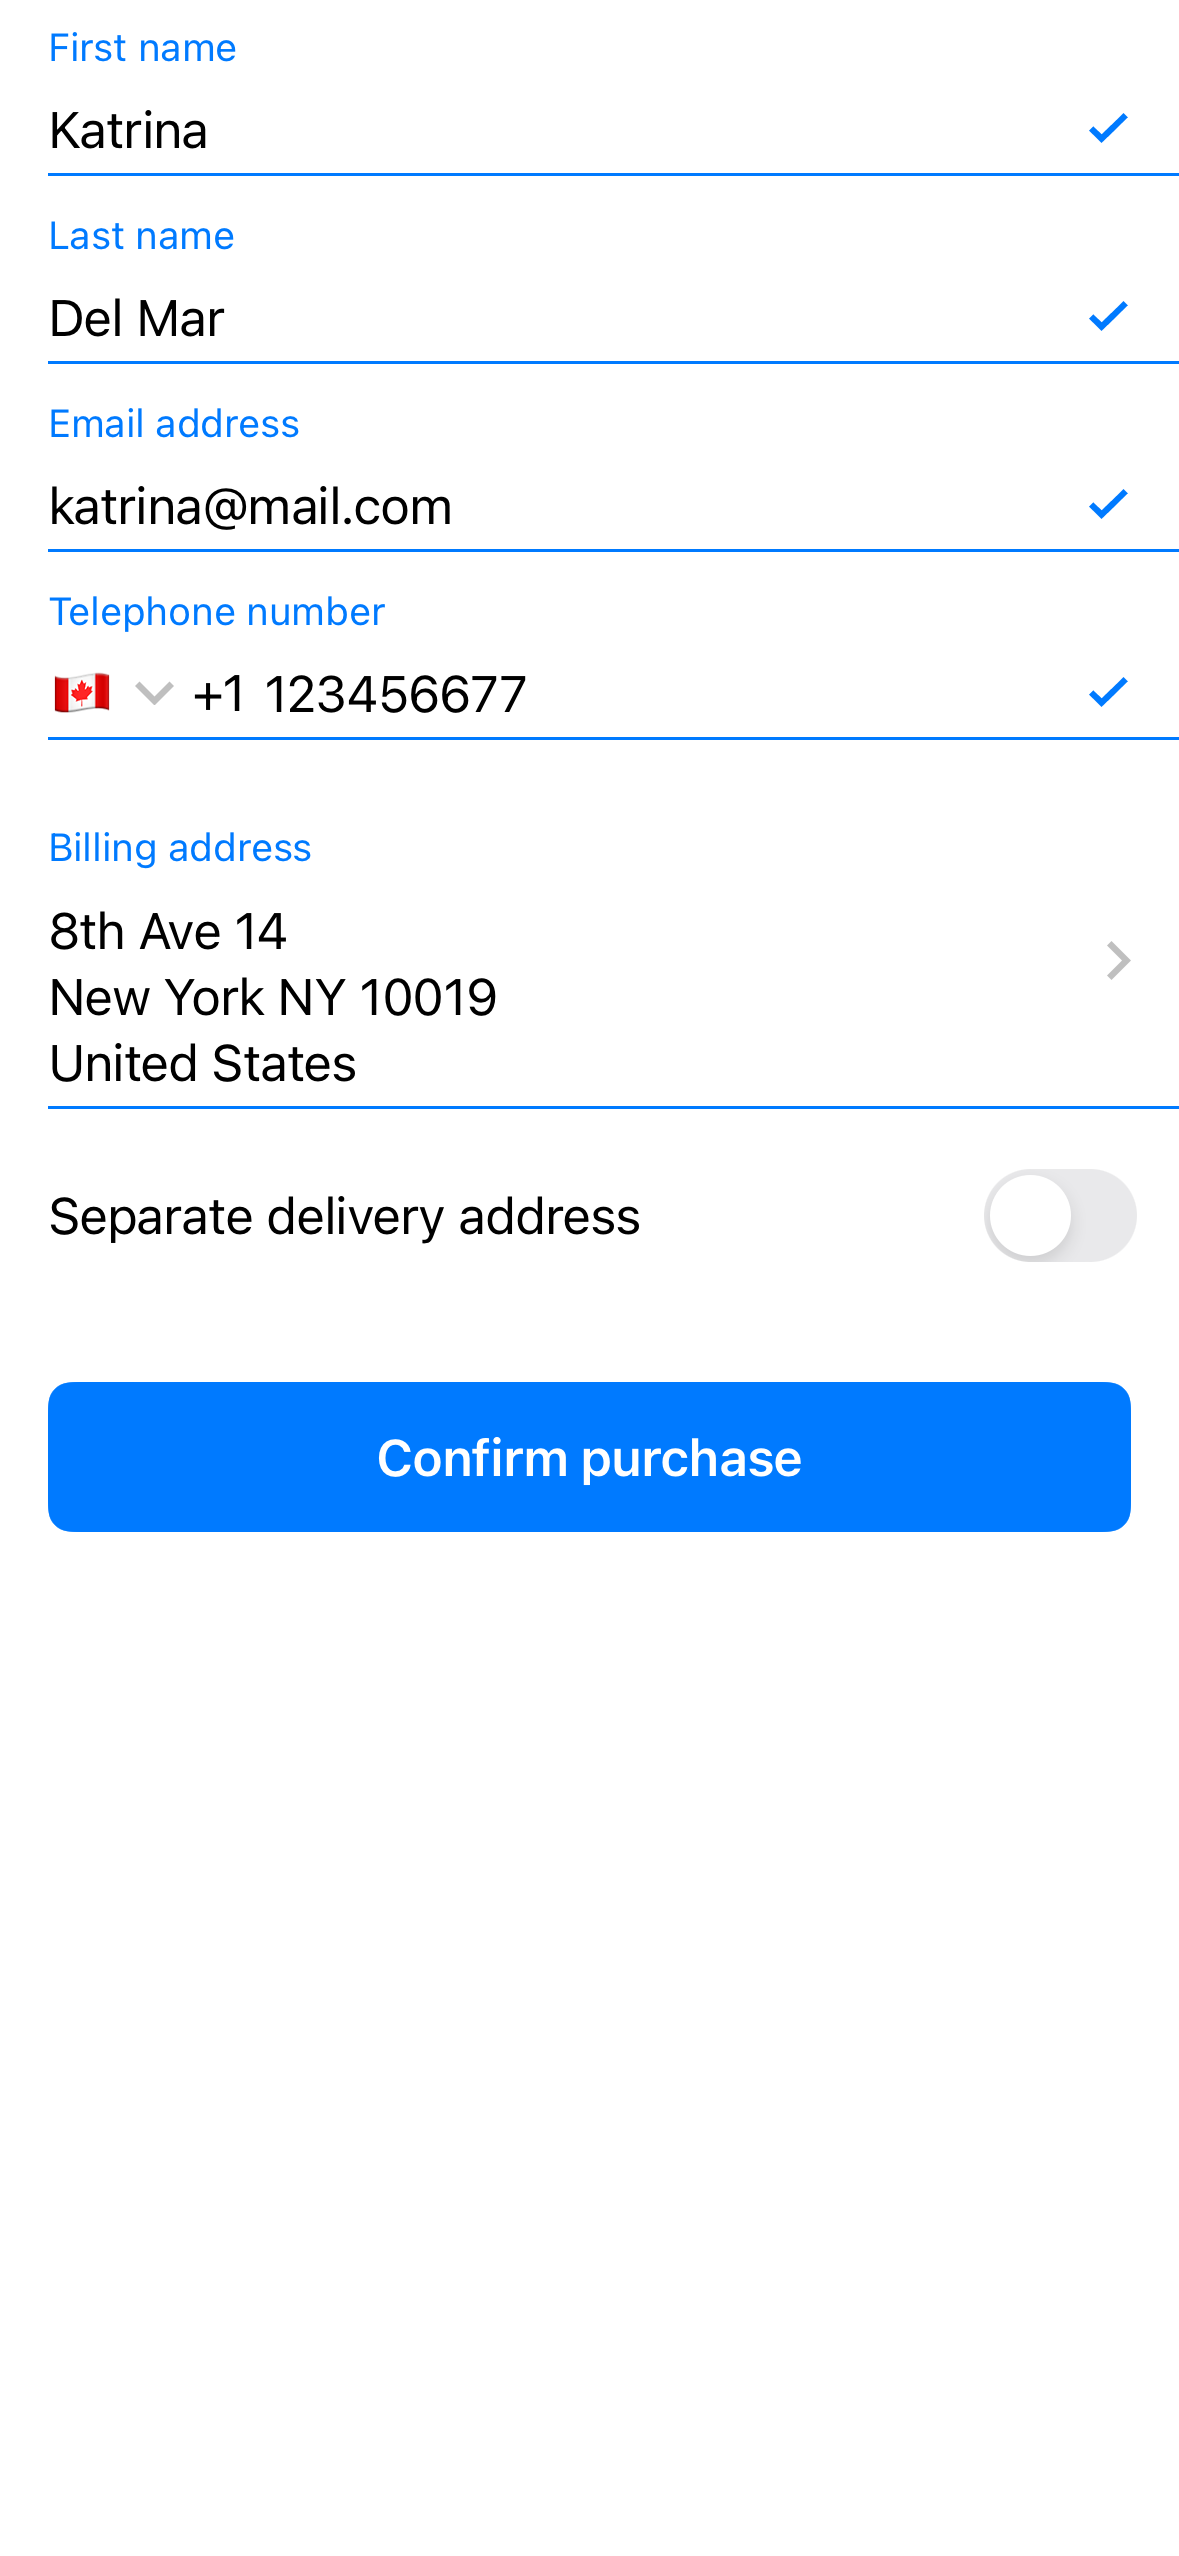 First name
Katrina
Last name
Del Mar
Email address
katrina@mail.com
Telephone number
+1 123456677
Billing address
8th Ave 14
New York NY 10019
United States
Separate delivery address
Confirm purchase